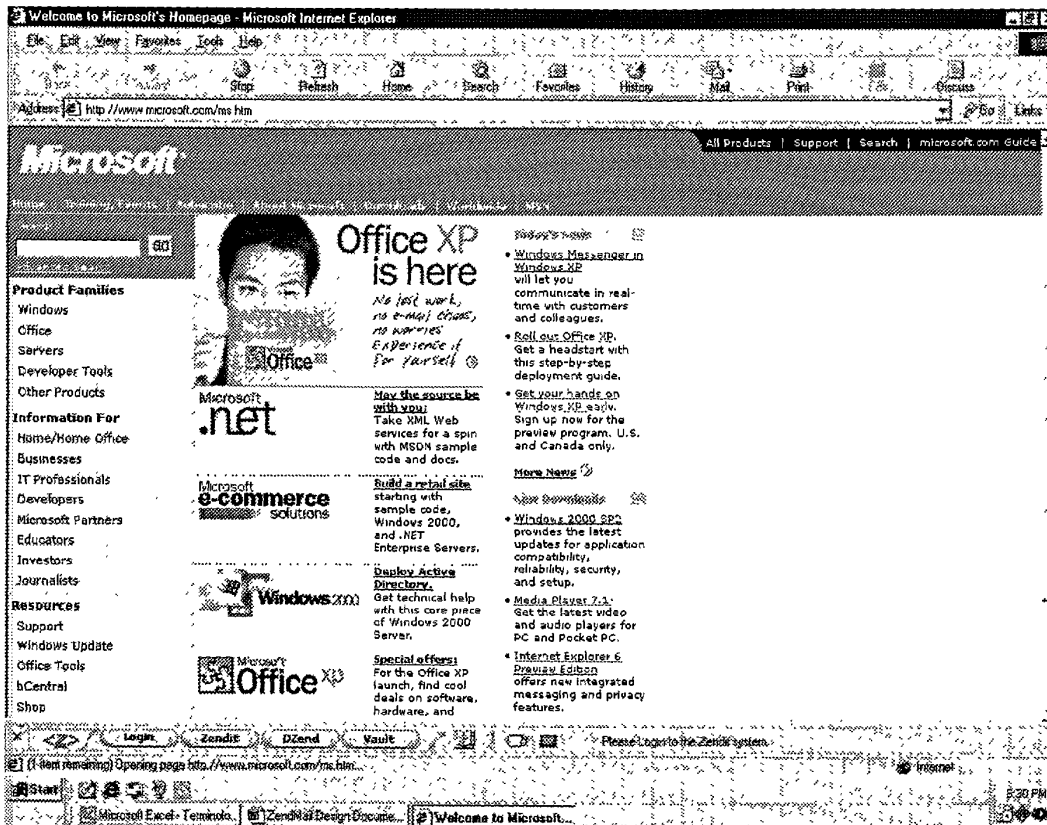 Welcome to Microsoft's Homepage - Microsoft Internet Explorer
File Edit View Favorites Tools Help
Stop Refresh Home Search Favorites History Mail Print Discuss
Address http://www.microsoft.com/ms.htm Go Links
All Products | Support | Search | microsoft.com Guide
Microsoft
GO
Product Families
Windows
Office
Servers
Developer Tools
Other Products
Information For
Home/Home Office
Businesses
IT Professionals
Developers
Microsoft Partners
Educators
Investors
Journalists
Resources
Support
Windows Update
Office Tools
bCentral
Shop
Office XP
is here
No lost work,
no e-mail chaos,
no worries
Experience it
For Yourself
Office
Microsoft
.net
May the source be
with you:
Take XML Web
services for a spin
with MSDN sample
code and docs.
Microsoft
e-commerce
solutions
Build a retail site
starting with
sample code,
Windows 2000,
and .NET
Enterprise Servers.
Windows 2000
Deploy Active
Directory.
Get technical help
with this core piece
of Windows 2000
Server.
Microsoft
Office XP
Special offers:
For the Office XP
launch, find cool
deals on software,
hardware, and
Today's News
• Windows Messenger in
Windows XP
will let you
communicate in real-
time with customers
and colleagues.
• Roll out Office XP.
Get a headstart with
this step-by-step
deployment guide.
• Get your hands on
Windows XP early.
Sign up now for the
preview program. U.S.
and Canada only.
More News
Downloads
• Windows 2000 SP2
provides the latest
updates for application
compatibility,
reliability, security,
and setup.
• Media Player 7.1:
Get the latest video
and audio players for
PC and Pocket PC.
• Internet Explorer 6
Preview Edition
offers new integrated
messaging and privacy
features.
<Z> Login Zendit DZend Vault Please Login to the Zendit system.
(1 item remaining) Opening page http://www.microsoft.com/ms.htm... Internet
Start 3:30 PM
Microsoft Excel - Terminolo... ZendMail Design Docume... Welcome to Microsoft...